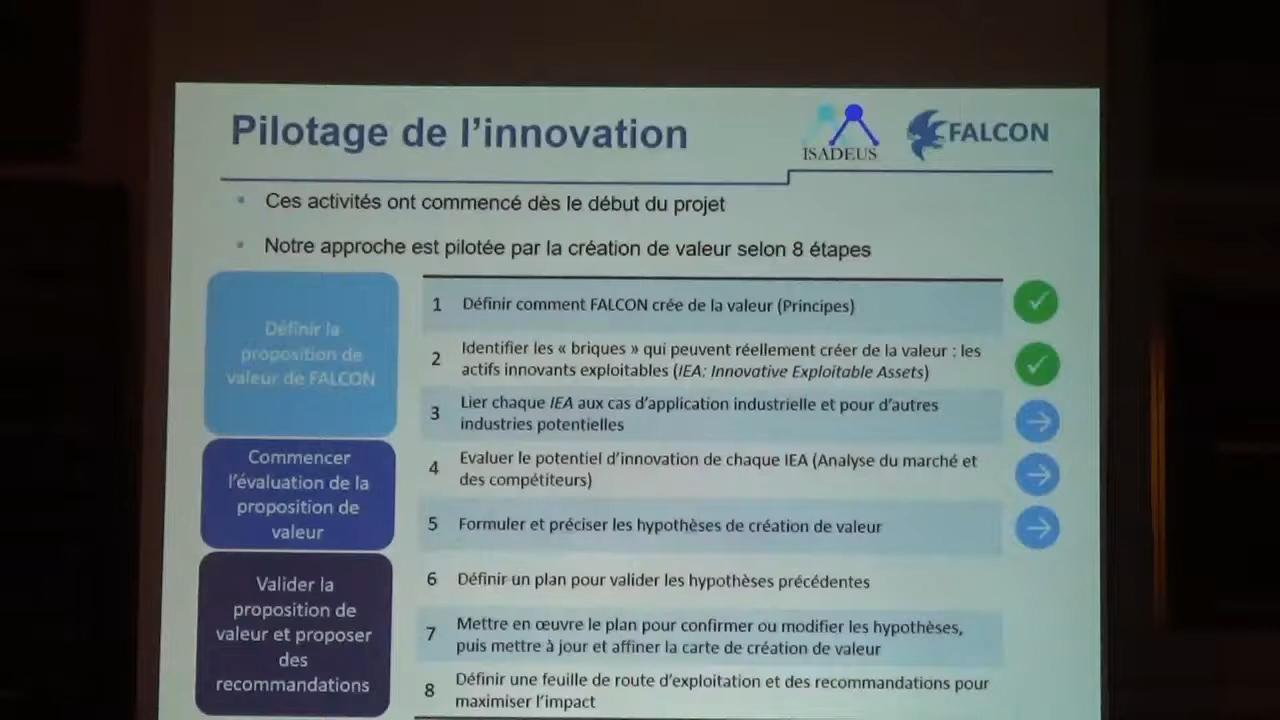 Pilotage de l'innovation
ISADEUS
FALCON
Ces activités ont commencé dès le début du projet
Notre approche est pilotée par la création de valeur selon 8 étapes
Définir la
proposition de
valeur de FALCON
1 Définir comment FALCON crée de la valeur (Principes)
2 Identifier les « briques » qui peuvent réellement créer de la valeur : les
actifs innovants exploitables (IEA: Innovative Exploitable Assets)
3 Lier chaque IEA aux cas d'application industrielle et pour d'autres
industries potentielles
Commencer
l'évaluation de la
proposition de
valeur
4 Evaluer le potentiel d'innovation de chaque IEA (Analyse du marché et
des compétiteurs)
5 Formuler et préciser les hypothèses de création de valeur
Valider la
proposition de
valeur et proposer
des
recommandations
6 Définir un plan pour valider les hypothèses précédentes
7 Mettre en œuvre le plan pour confirmer ou modifier les hypothèses,
puis mettre à jour et affiner la carte de création de valeur
8 Définir une feuille de route d'exploitation et des recommandations pour
maximiser l'impact